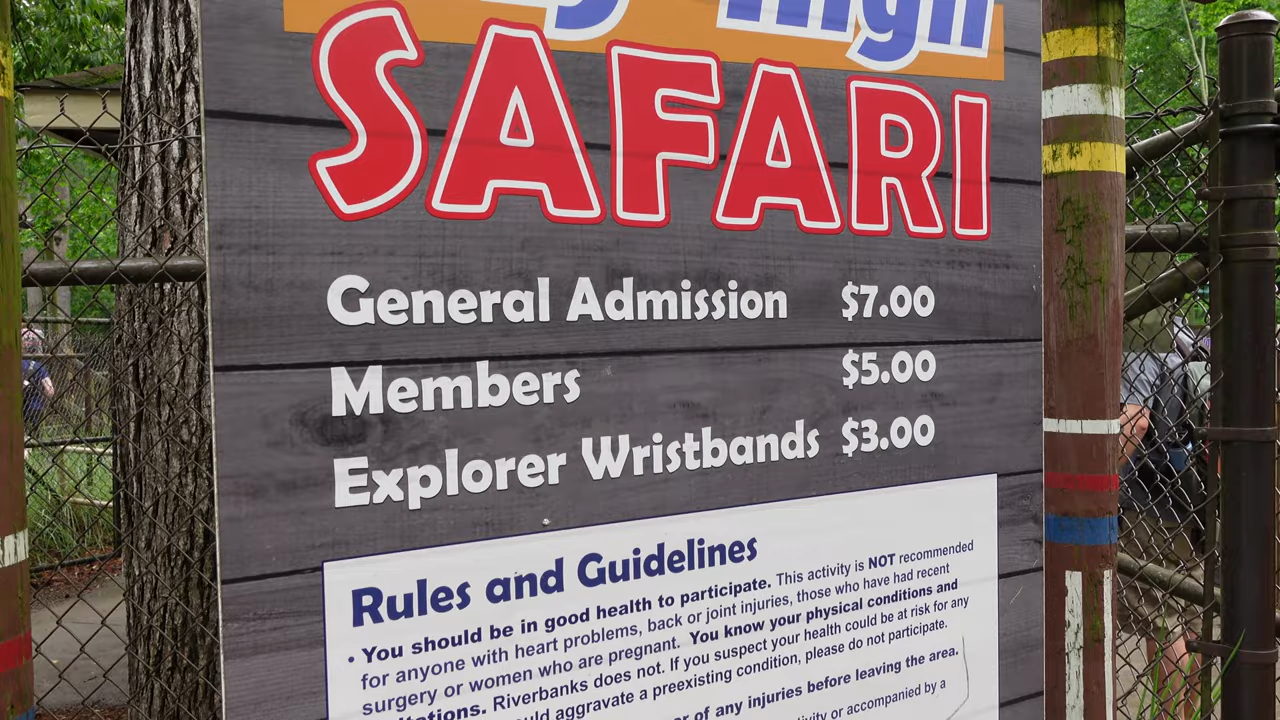 High
SAFARI
General Admission $7.00
Members $5.00
Explorer Wristbands $3.00
Rules and Guidelines
• You should be in good health to participate. This activity is NOT recommended
for anyone with heart problems, back or joint injuries, those who have had recent
surgery or women who are pregnant. You know your physical conditions and
Riverbanks does not. If you suspect your health could be at risk for any
aggravate a preexisting condition, please do not participate.
of any injuries before leaving the area.
or accompanied by a